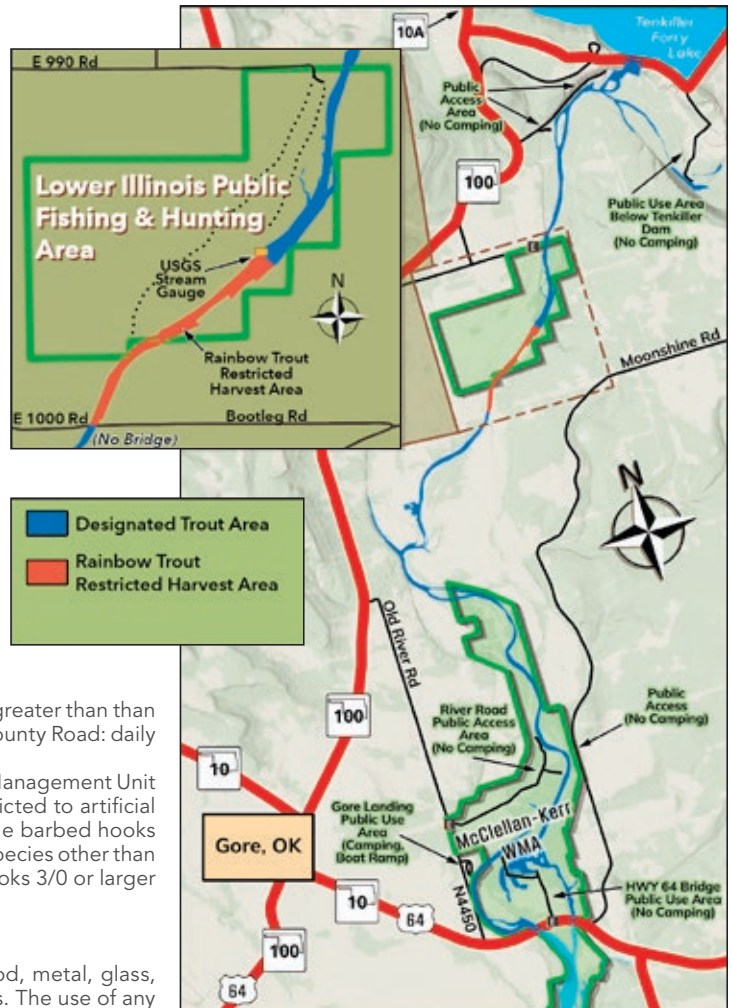 E 990 Rd
Lower Illinois Public
Fishing & Hunting
Area
USGS
Stream
Gauge
N
Rainbow Trout
Restricted Harvest Area
E 1000 Rd
Bootleg Rd
(No Bridge)
Designated Trout Area
Rainbow Trout
Restricted Harvest Area
greater than than
ounty Road: daily
Management Unit
icted to artificial
e barbed hooks
pecies other than
oks 3/0 or larger
od, metal, glass,
s. The use of any
10A
Tenkiller
Ferry
Lake
Public
Access
Area
(No Camping)
100
Public Use Area
Below Tenkiller
Dam
(No Camping)
Moonshine Rd
N
Old River Rd
100
River Road
Public Access
Area
(No Camping)
Public
Access
(No Camping)
10
Gore, OK
Gore Landing
Public Use
Area
(Camping,
Boat Ramp)
McClellan-Kerr
WMA
N4450
HWY 64 Bridge
Public Use Area
(No Camping)
10
64
100
64